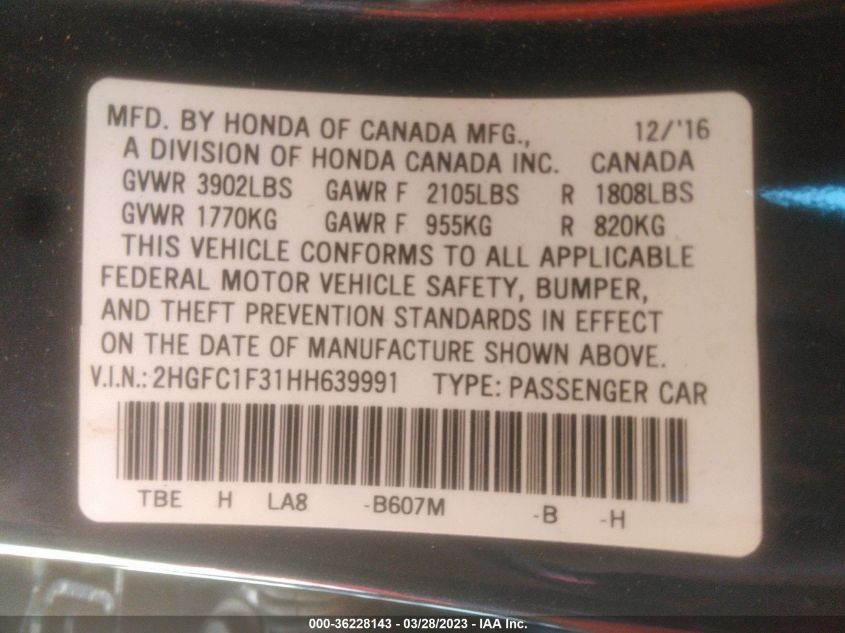 MFD. BY HONDA OF CANADA MFG., 12/'16
A DIVISION OF HONDA CANADA INC. CANADA
GVWR 3902LBS GAWR F 2105LBS R 1808LBS
GVWR 1770KG GAWR F 955KG R 820KG
THIS VEHICLE CONFORMS TO ALL APPLICABLE
FEDERAL MOTOR VEHICLE SAFETY, BUMPER,
AND THEFT PREVENTION STANDARDS IN EFFECT
ON THE DATE OF MANUFACTURE SHOWN ABOVE.
V.I.N.: 2HGFC1F31HH639991 TYPE: PASSENGER CAR
TBE H LA8 -B607M -B -H
000-36228143 - 03/28/2023 - IAA Inc.